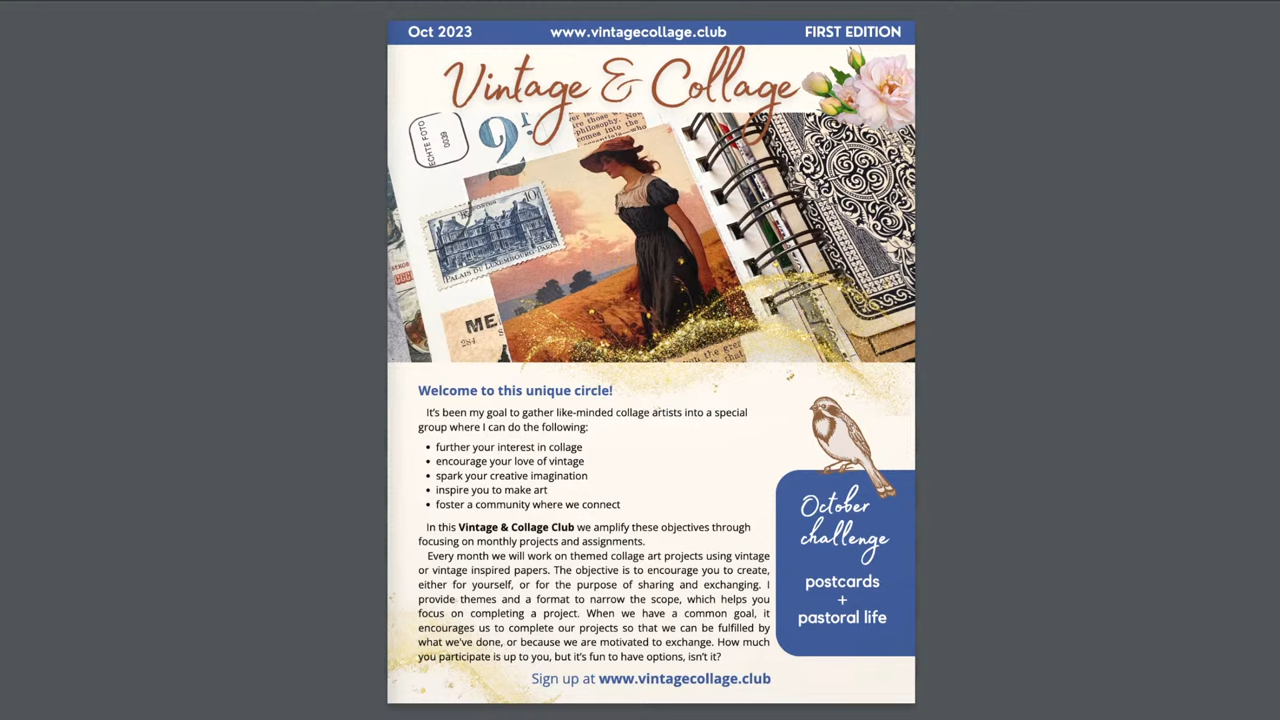 Oct 2023 www.vintagecollage.club FIRST EDITION
Vintage & Collage
ECHTE FOTO
0039
PALAIS DU LUXEMBOURG-PARIS
10
ME
284
Welcome to this unique circle!
It's been my goal to gather like-minded collage artists into a special
group where I can do the following:
• further your interest in collage
• encourage your love of vintage
• spark your creative imagination
• inspire you to make art
• foster a community where we connect
In this Vintage & Collage Club we amplify these objectives through
focusing on monthly projects and assignments.
Every month we will work on themed collage art projects using vintage
or vintage inspired papers. The objective is to encourage you to create,
either for yourself, or for the purpose of sharing and exchanging. I
provide themes and a format to narrow the scope, which helps you
focus on completing a project. When we have a common goal, it
encourages us to complete our projects so that we can be fulfilled by
what we've done, or because we are motivated to exchange. How much
you participate is up to you, but it's fun to have options, isn't it?
October
challenge
postcards
+
pastoral life
Sign up at www.vintagecollage.club